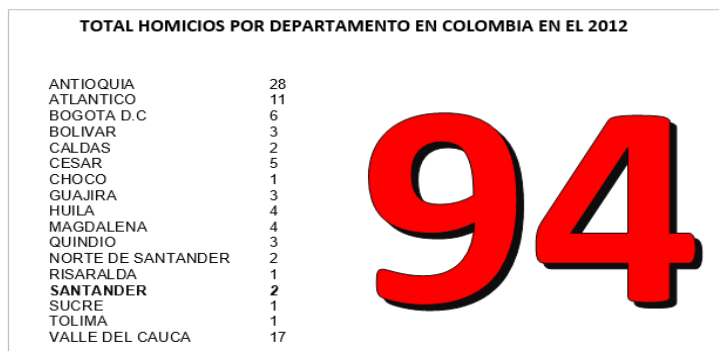 TOTAL HOMICIOS POR DEPARTAMENTO EN COLOMBIA EN EL 2012
ANTIOQUIA 28
ATLANTICO 11
BOGOTA D.C 6
BOLIVAR 3
CALDAS 2
CESAR 5
CHOCO 1
GUAJIRA 3
HUILA 4
MAGDALENA 4
QUINDIO 3
NORTE DE SANTANDER 2
RISARALDA 1
SANTANDER 2
SUCRE 1
TOLIMA 1
VALLE DEL CAUCA 17
94